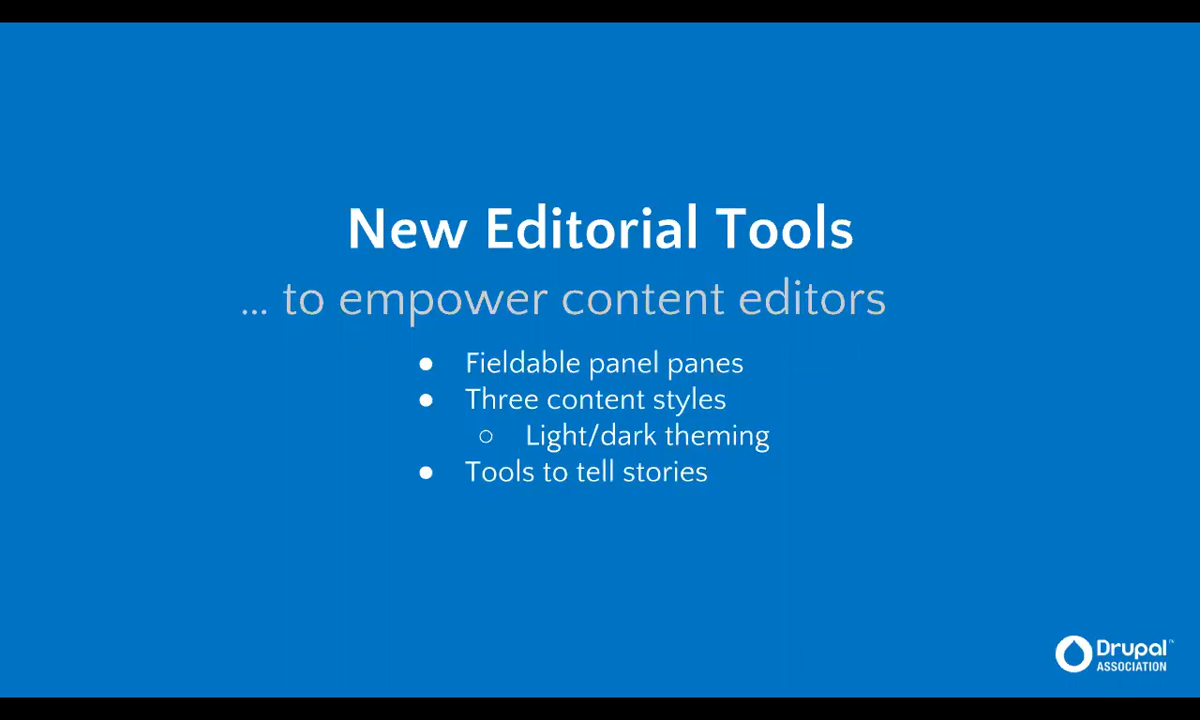 New Editorial Tools
... to empower content editors
● Fieldable panel panes
● Three content styles
○ Light/dark theming
● Tools to tell stories
Drupal™
ASSOCIATION